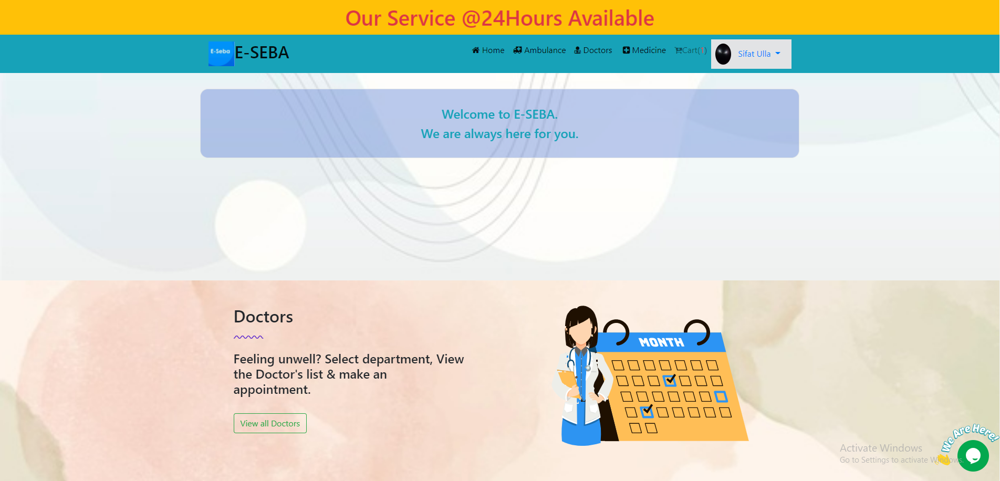 Our Service @24Hours Available
E-Seba
E-SEBA
Home
Ambulance
Doctors
Medicine
Cart(1)
Sifat Ulla
Welcome to E-SEBA.
We are always here for you.
Doctors
Feeling unwell? Select department, View
the Doctor's list & make an
appointment.
View all Doctors
MONTH
We Are Here!
Activate Windows
Go to Settings to activate Windows.